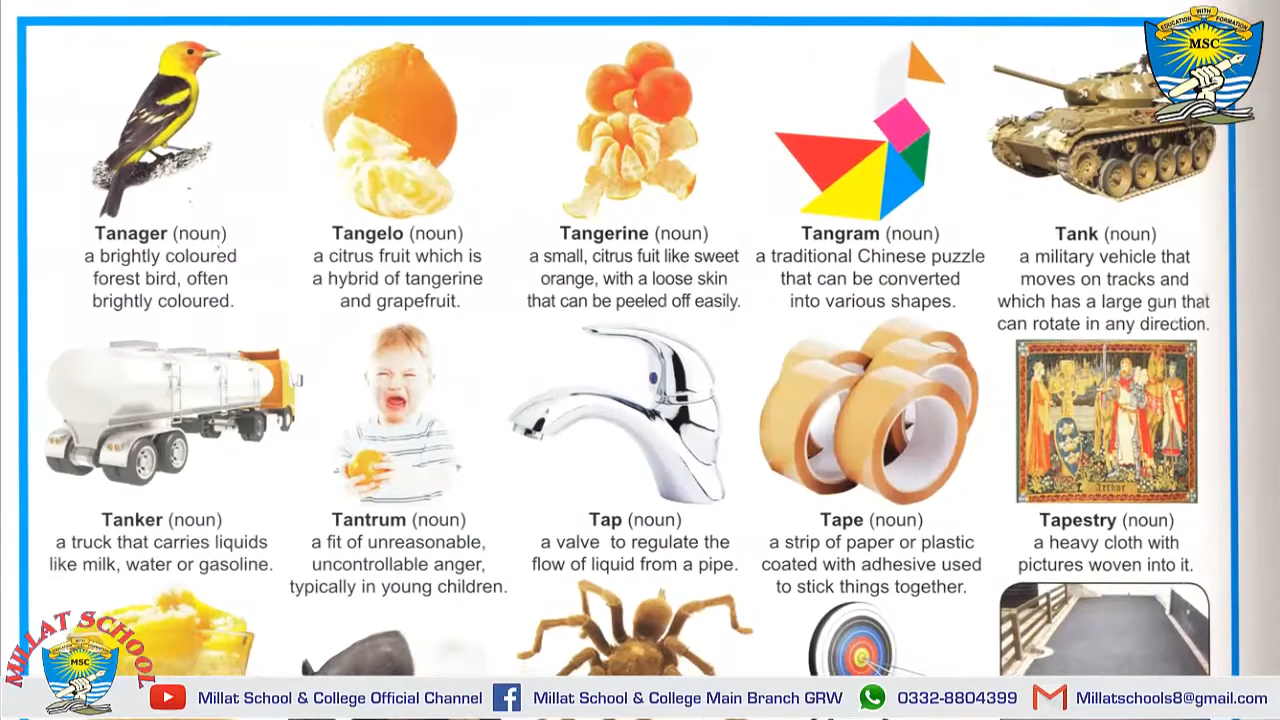 EDUCATION WITH FORMATION
MSC
Tanager (noun)
a brightly coloured
forest bird, often
brightly coloured.
Tangelo (noun)
a citrus fruit which is
a hybrid of tangerine
and grapefruit.
Tangerine (noun)
a small, citrus fuit like sweet
orange, with a loose skin
that can be peeled off easily.
Tangram (noun)
a traditional Chinese puzzle
that can be converted
into various shapes.
Tank (noun)
a military vehicle that
moves on tracks and
which has a large gun that
can rotate in any direction.
Tanker (noun)
a truck that carries liquids
like milk, water or gasoline.
Tantrum (noun)
a fit of unreasonable,
uncontrollable anger,
typically in young children.
Tap (noun)
a valve to regulate the
flow of liquid from a pipe.
Tape (noun)
a strip of paper or plastic
coated with adhesive used
to stick things together.
Arthur
Tapestry (noun)
a heavy cloth with
pictures woven into it.
MILLAT SCHOOL
MSC
Millat School & College Official Channel
Millat School & College Main Branch GRW
0332-8804399
Millatschools8@gmail.com